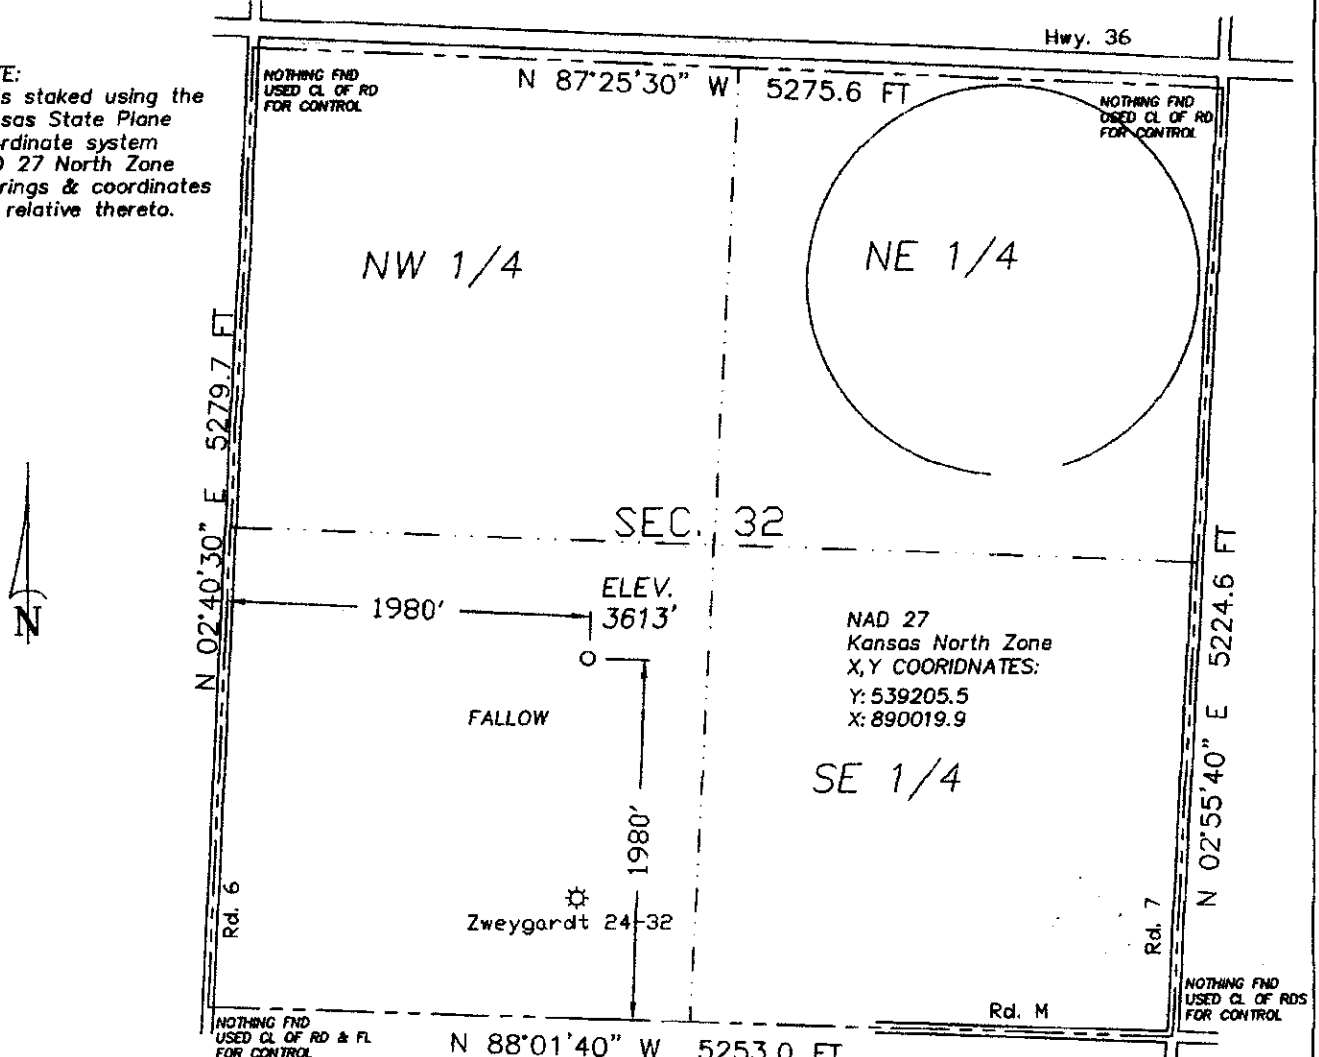 Hwy. 36
NOTHING FND
USED CL OF RD
FOR CONTROL
N 87°25'30" W 5275.6 FT
NOTHING FND
USED CL OF RD
FOR CONTROL
TE:
s staked using the
sas State Plane
rdinate system
27 North Zone
rings & coordinates
relative thereto.
NW 1/4
NE 1/4
N 02°40'30" E 5279.7 FT
SEC. 32
N
1980'
ELEV.
3613'
NAD 27
Kansas North Zone
X,Y COORIDNATES:
Y: 539205.5
X: 890019.9
FALLOW
SE 1/4
N 02°55'40" E 5224.6 FT
1980'
Zweygardt 24-32
Rd. 6
Rd. 7
Rd. M
NOTHING FND
USED CL OF RDS
FOR CONTROL
NOTHING FND
USED CL OF RD & FL
FOR CONTROL
N 88°01'40" W 5253.0 FT